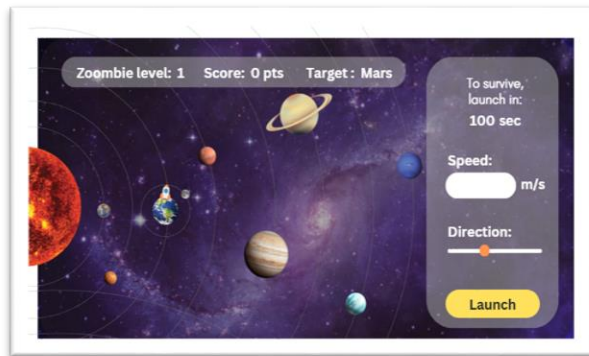 Zoombie level: 1 Score: 0 pts Target : Mars
To survive,
launch in:
100 sec
Speed:
m/s
Direction:
Launch